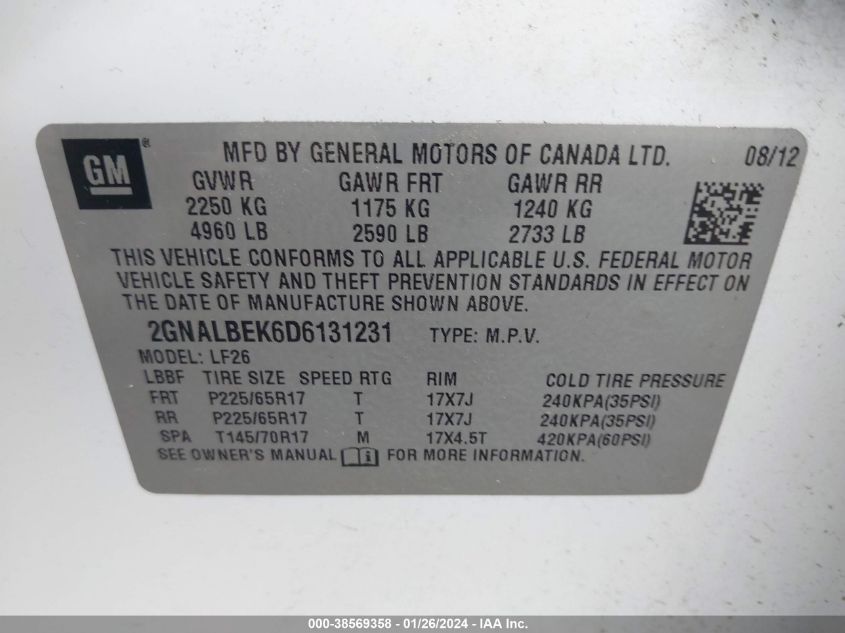 GM ® MFD BY GENERAL MOTORS OF CANADA LTD. 08/12
GVWR GAWR FRT GAWR RR
2250 KG 1175 KG 1240 KG
4960 LB 2590 LB 2733 LB
THIS VEHICLE CONFORMS TO ALL APPLICABLE U.S. FEDERAL MOTOR
VEHICLE SAFETY AND THEFT PREVENTION STANDARDS IN EFFECT ON
THE DATE OF MANUFACTURE SHOWN ABOVE.
2GNALBEK6D6131231 TYPE: M.P.V.
MODEL: LF26
LBBF TIRE SIZE SPEED RTG RIM COLD TIRE PRESSURE
FRT P225/65R17 T 17X7J 240KPA(35PSI)
RR P225/65R17 T 17X7J 240KPA(35PSI)
SPA T145/70R17 M 17X4.5T 420KPA(60PSI)
SEE OWNER'S MANUAL FOR MORE INFORMATION.
000-38569358 - 01/26/2024 - IAA Inc.